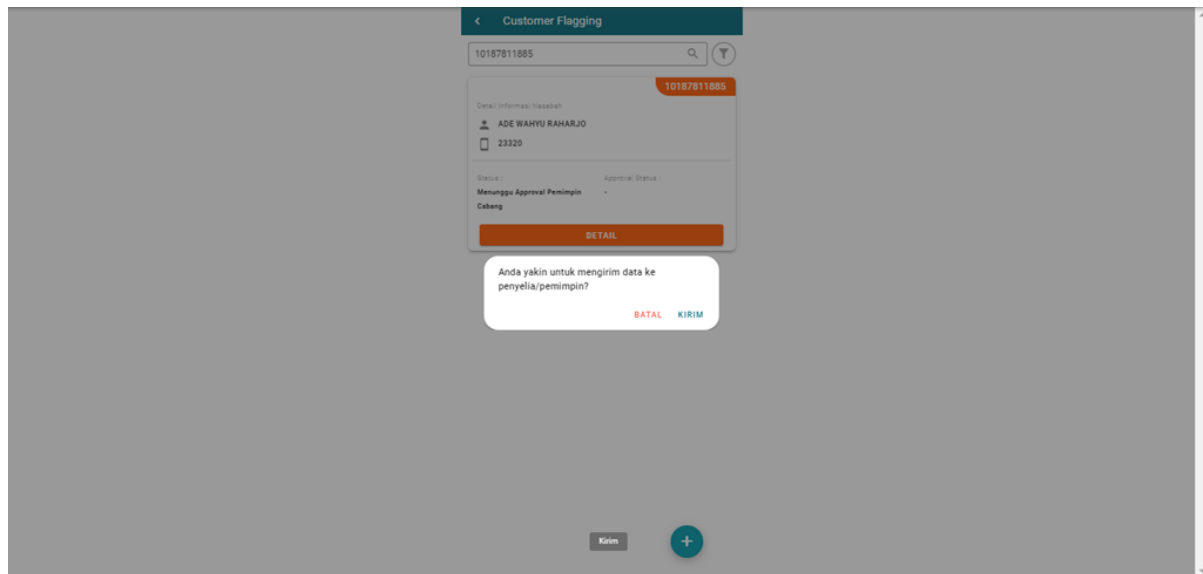 Customer Flagging
10187811885
10187811885
Detail Informasi Nasabah
ADE WAHYU RAHARJO
23320
Status :
Approval Status :
Menunggu Approval Pemimpin
Cabang
-
DETAIL
Anda yakin untuk mengirim data ke
penyelia/pemimpin?
BATAL KIRIM
Kirim
+